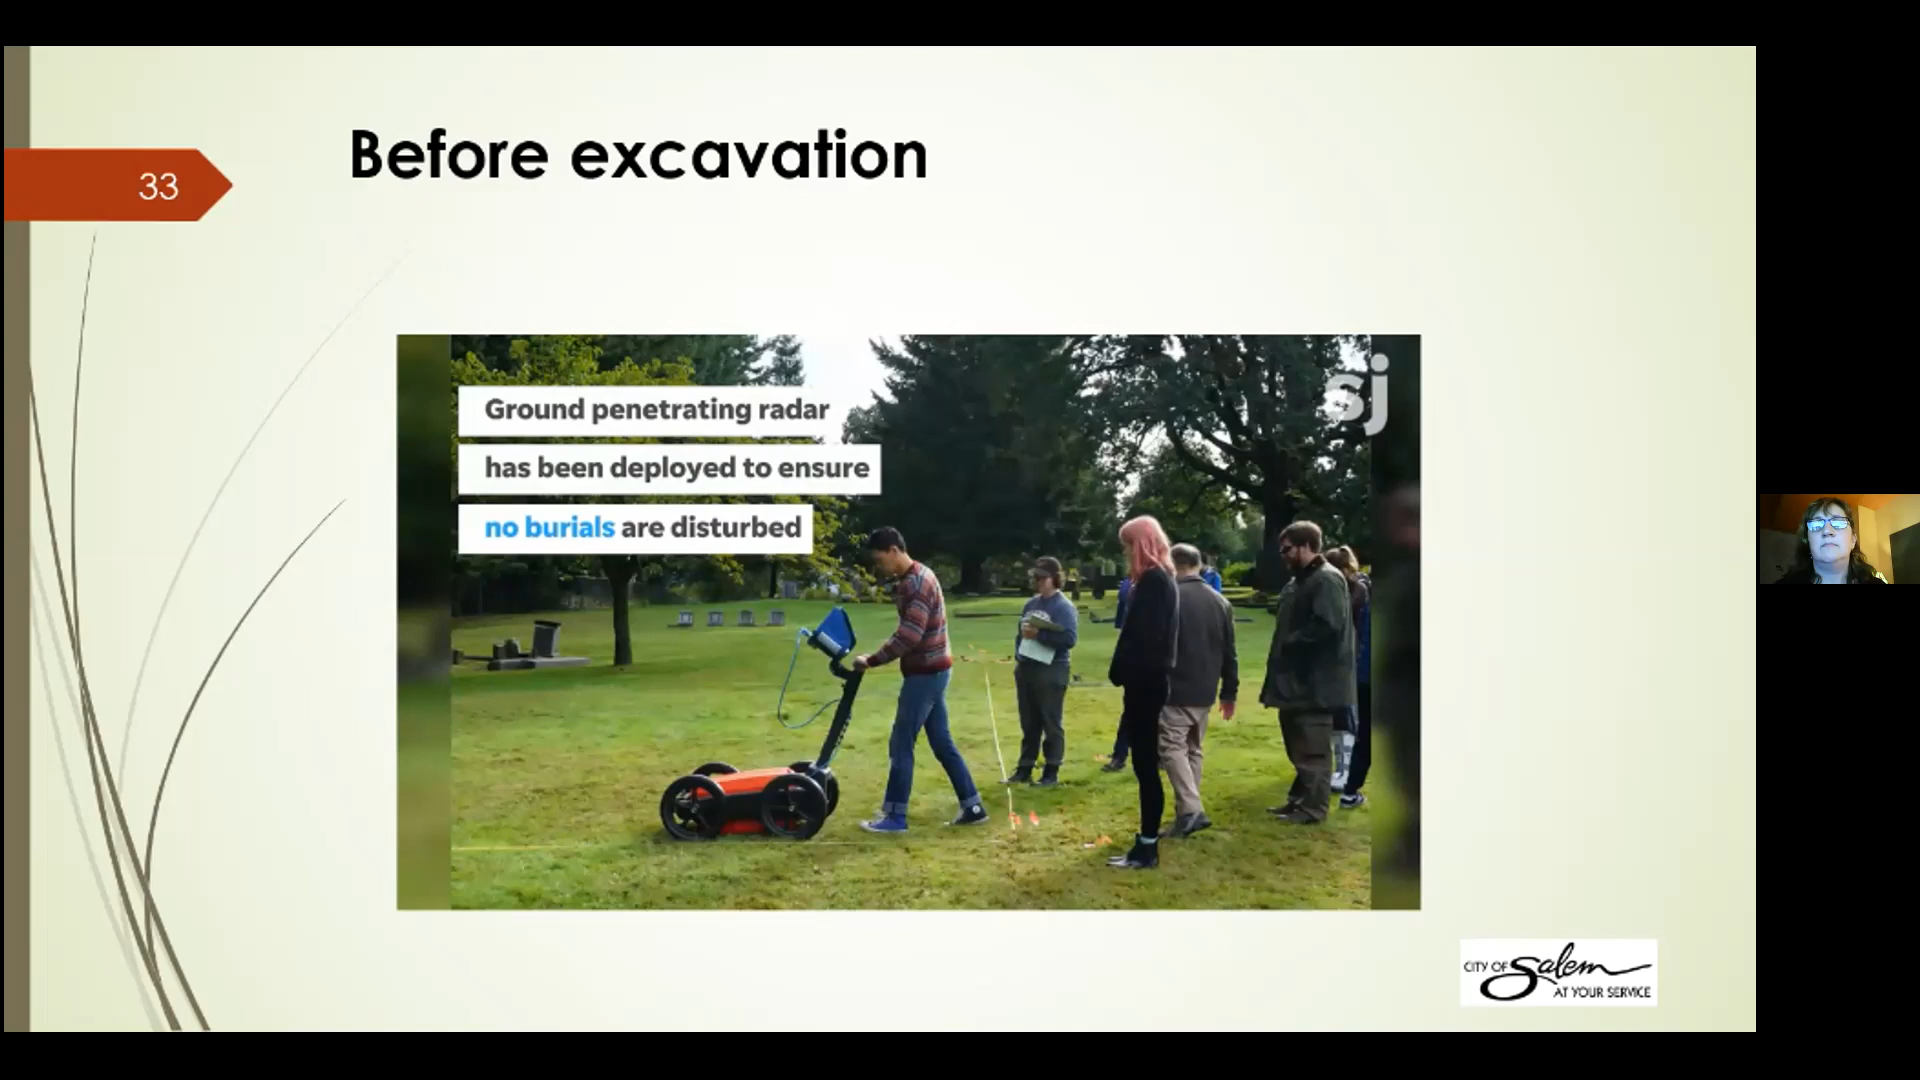 33
Before excavation
Ground penetrating radar
has been deployed to ensure
no burials are disturbed
sj
CITY OF Salem
AT YOUR SERVICE